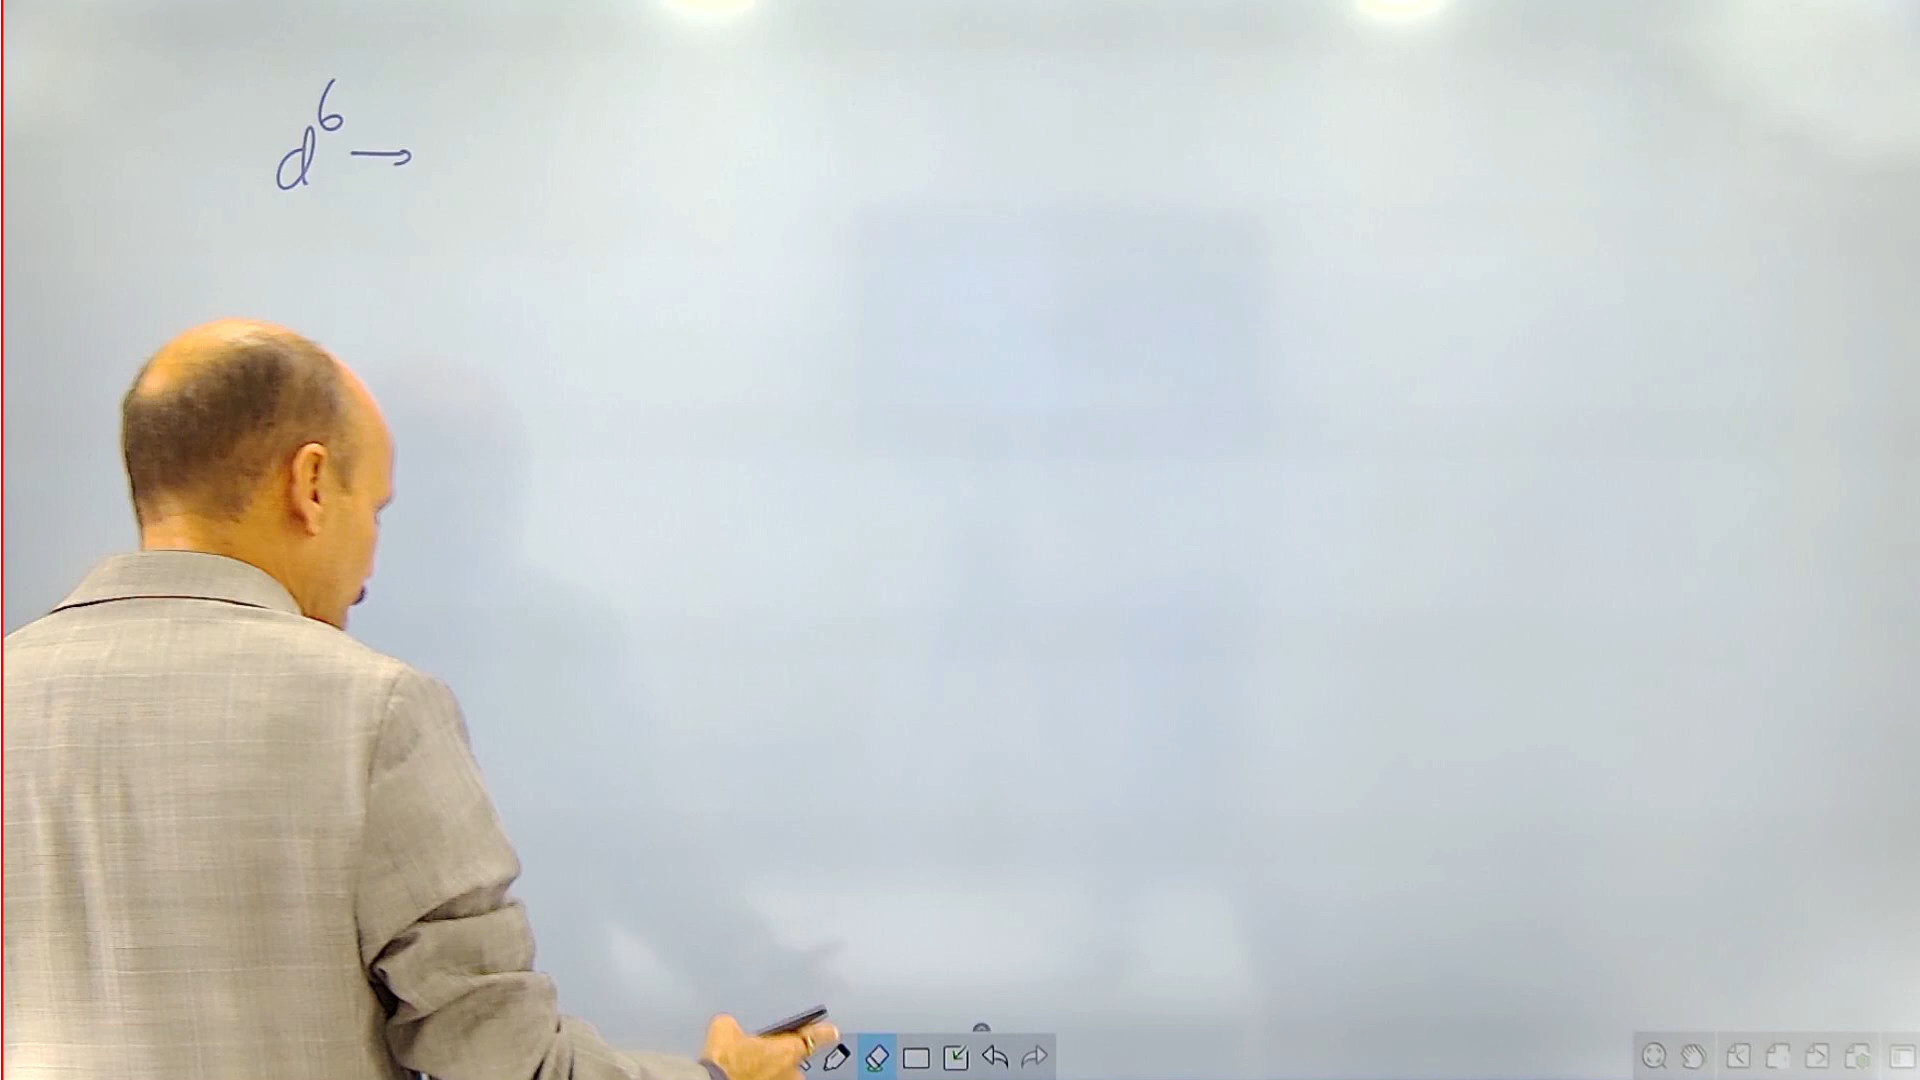 d⁶ →